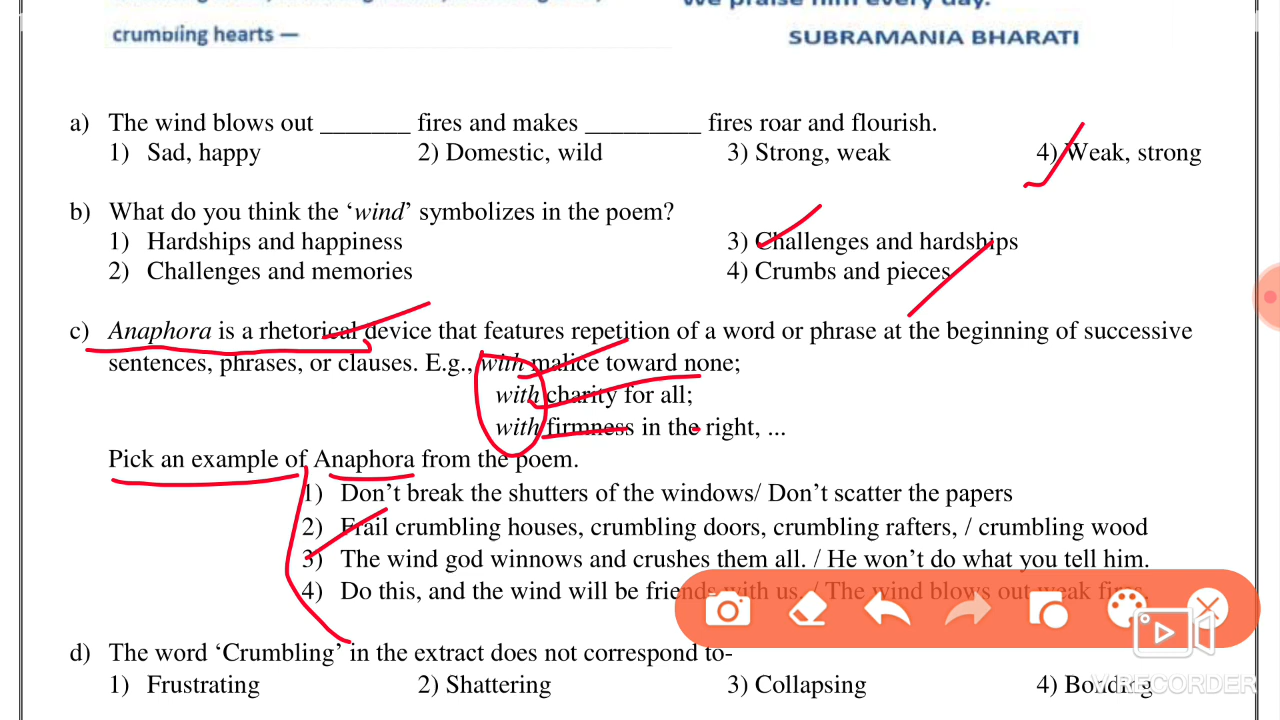 We praise him every day.
crumbling hearts —
SUBRAMANIA BHARATI
a) The wind blows out _______ fires and makes _________ fires roar and flourish.
1) Sad, happy 2) Domestic, wild 3) Strong, weak 4) Weak, strong
b) What do you think the ‘wind’ symbolizes in the poem?
1) Hardships and happiness 3) Challenges and hardships
2) Challenges and memories 4) Crumbs and pieces
c) Anaphora is a rhetorical device that features repetition of a word or phrase at the beginning of successive
sentences, phrases, or clauses. E.g., with malice toward none;
with charity for all;
with firmness in the right, ...
Pick an example of Anaphora from the poem.
1) Don’t break the shutters of the windows/ Don’t scatter the papers
2) Frail crumbling houses, crumbling doors, crumbling rafters, / crumbling wood
3) The wind god winnows and crushes them all. / He won’t do what you tell him.
4) Do this, and the wind will be friends with us. / The wind blows out weak fires.
d) The word ‘Crumbling’ in the extract does not correspond to-
1) Frustrating 2) Shattering 3) Collapsing 4) Bonding
V RECORDER